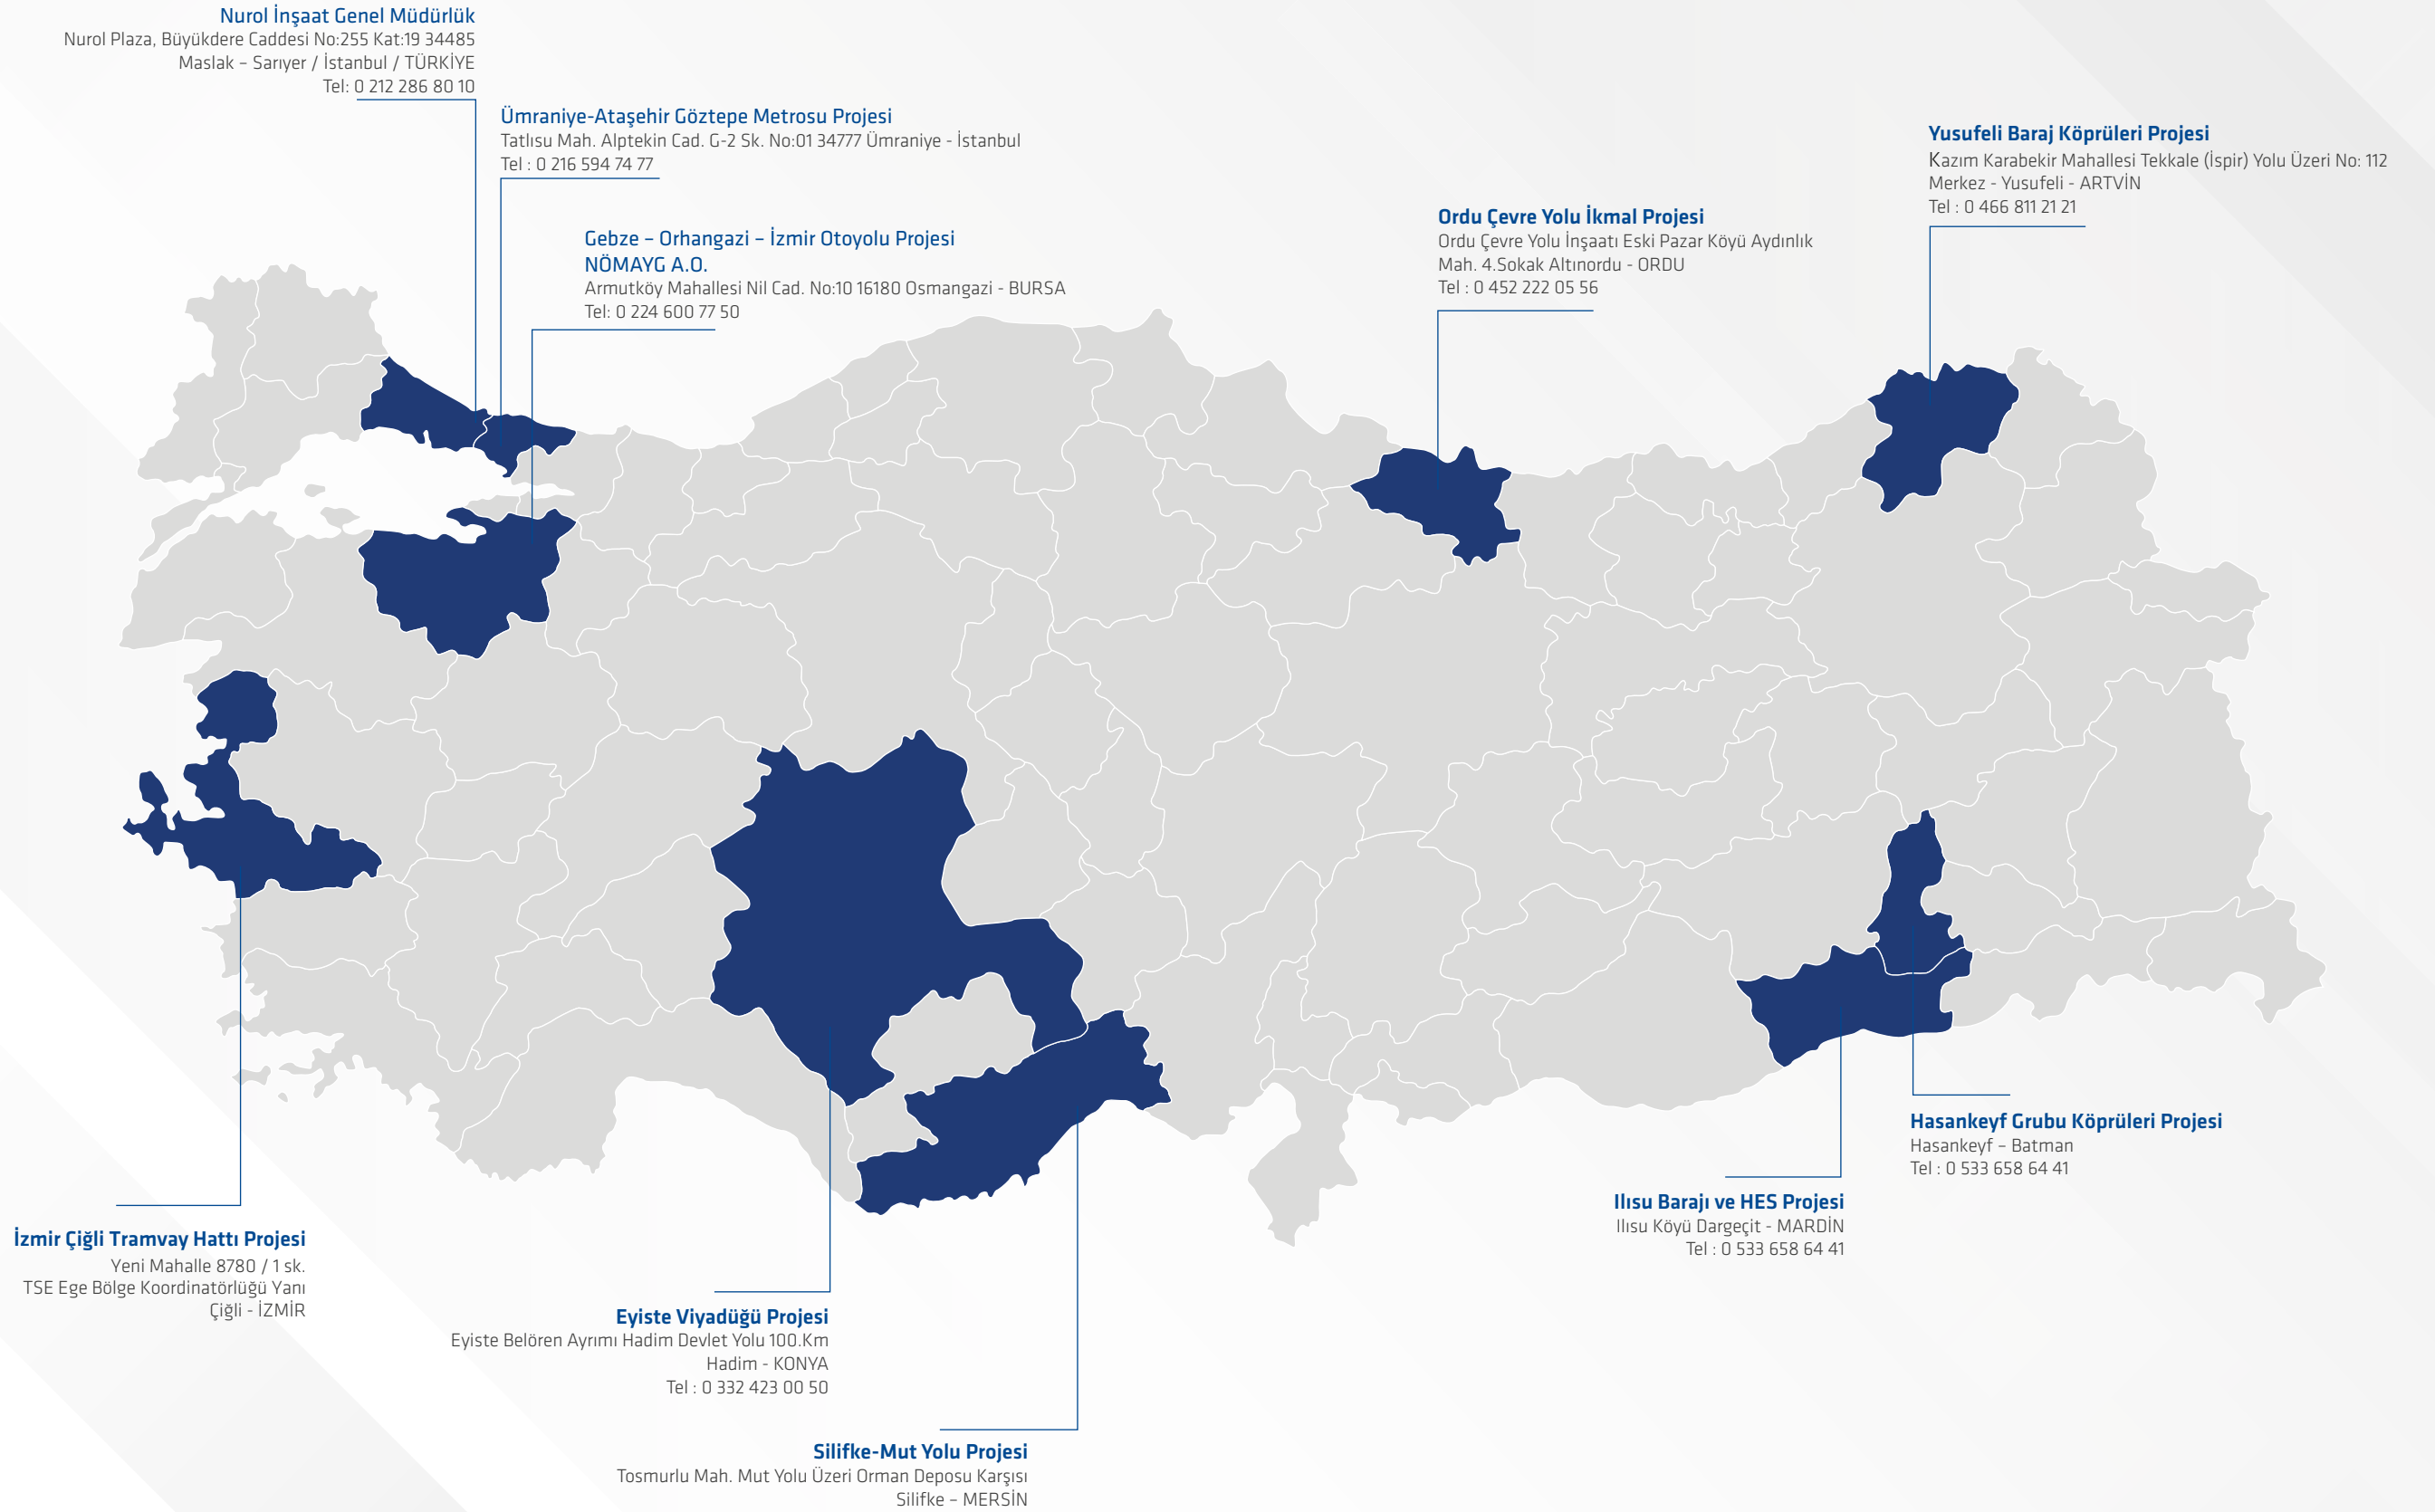 Nurol İnşaat Genel Müdürlük
Nurol Plaza, Büyükdere Caddesi No:255 Kat:19 34485
Maslak – Sarıyer / İstanbul / TÜRKİYE
Tel: 0 212 286 80 10
Ümraniye-Ataşehir Göztepe Metrosu Projesi
Tatlısu Mah. Alptekin Cad. G-2 Sk. No:01 34777 Ümraniye - İstanbul
Tel : 0 216 594 74 77
Gebze – Orhangazi – İzmir Otoyolu Projesi
NÖMAYG A.O.
Armutköy Mahallesi Nil Cad. No:10 16180 Osmangazi - BURSA
Tel: 0 224 600 77 50
Ordu Çevre Yolu İkmal Projesi
Ordu Çevre Yolu İnşaatı Eski Pazar Köyü Aydınlık
Mah. 4.Sokak Altınordu - ORDU
Tel : 0 452 222 05 56
Yusufeli Baraj Köprüleri Projesi
Kazım Karabekir Mahallesi Tekkale (İspir) Yolu Üzeri No: 112
Merkez - Yusufeli - ARTVİN
Tel : 0 466 811 21 21
İzmir Çiğli Tramvay Hattı Projesi
Yeni Mahalle 8780 / 1 sk.
TSE Ege Bölge Koordinatörlüğü Yanı
Çiğli - İZMİR
Eyiste Viyadüğü Projesi
Eyiste Belören Ayrımı Hadim Devlet Yolu 100.Km
Hadim - KONYA
Tel : 0 332 423 00 50
Silifke-Mut Yolu Projesi
Tosmurlu Mah. Mut Yolu Üzeri Orman Deposu Karşısı
Silifke – MERSİN
Ilısu Barajı ve HES Projesi
Ilısu Köyü Dargeçit - MARDİN
Tel : 0 533 658 64 41
Hasankeyf Grubu Köprüleri Projesi
Hasankeyf – Batman
Tel : 0 533 658 64 41